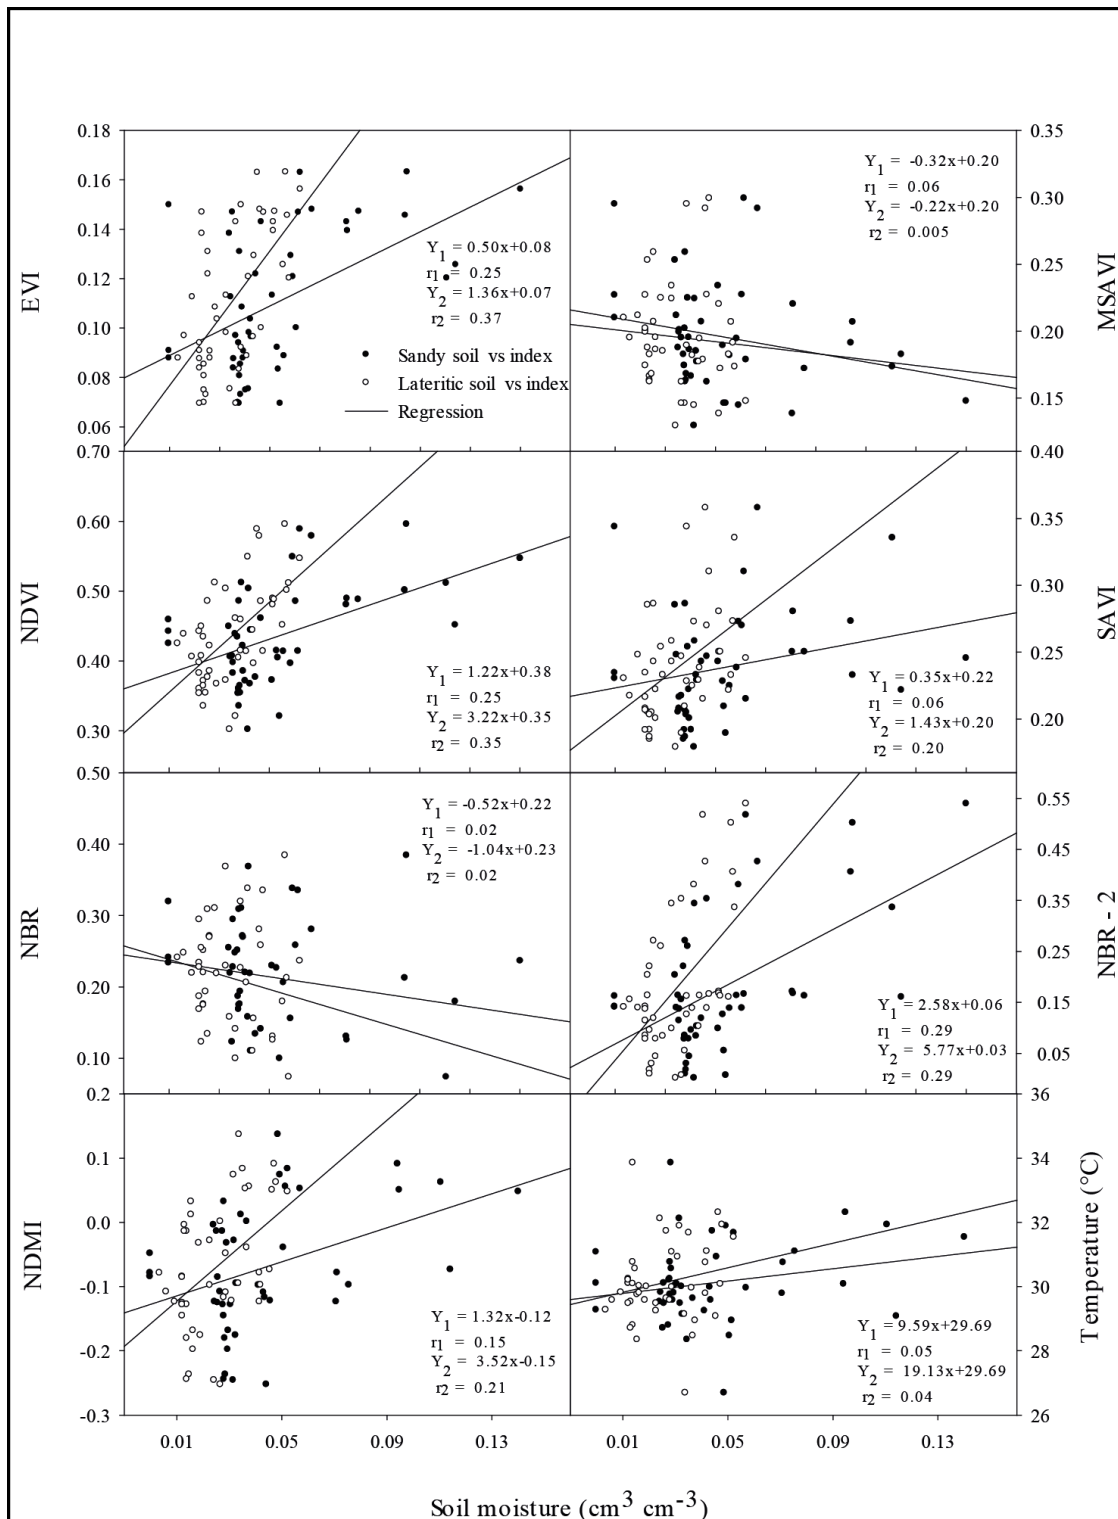 0.18
0.16
0.14
0.12
0.10
0.08
0.06
EVI
Y1 = 0.50x+0.08
r1 = 0.25
Y2 = 1.36x+0.07
r2 = 0.37
Sandy soil vs index
Lateritic soil vs index
Regression
0.35
0.30
0.25
0.20
0.15
MSAVI
Y1 = -0.32x+0.20
r1 = 0.06
Y2 = -0.22x+0.20
r2 = 0.005
0.70
0.60
0.50
0.40
0.30
NDVI
Y1 = 1.22x+0.38
r1 = 0.25
Y2 = 3.22x+0.35
r2 = 0.35
0.40
0.35
0.30
0.25
0.20
SAVI
Y1 = 0.35x+0.22
r1 = 0.06
Y2 = 1.43x+0.20
r2 = 0.20
0.50
0.40
0.30
0.20
0.10
NBR
Y1 = -0.52x+0.22
r1 = 0.02
Y2 = -1.04x+0.23
r2 = 0.02
0.55
0.45
0.35
0.25
0.15
0.05
NBR - 2
Y1 = 2.58x+0.06
r1 = 0.29
Y2 = 5.77x+0.03
r2 = 0.29
0.2
0.1
0.0
-0.1
-0.2
-0.3
NDMI
Y1 = 1.32x-0.12
r1 = 0.15
Y2 = 3.52x-0.15
r2 = 0.21
36
34
32
30
28
26
Temperature (°C)
Y1 = 9.59x+29.69
r1 = 0.05
Y2 = 19.13x+29.69
r2 = 0.04
0.01 0.05 0.09 0.13
0.01 0.05 0.09 0.13
Soil moisture (cm³ cm⁻³)